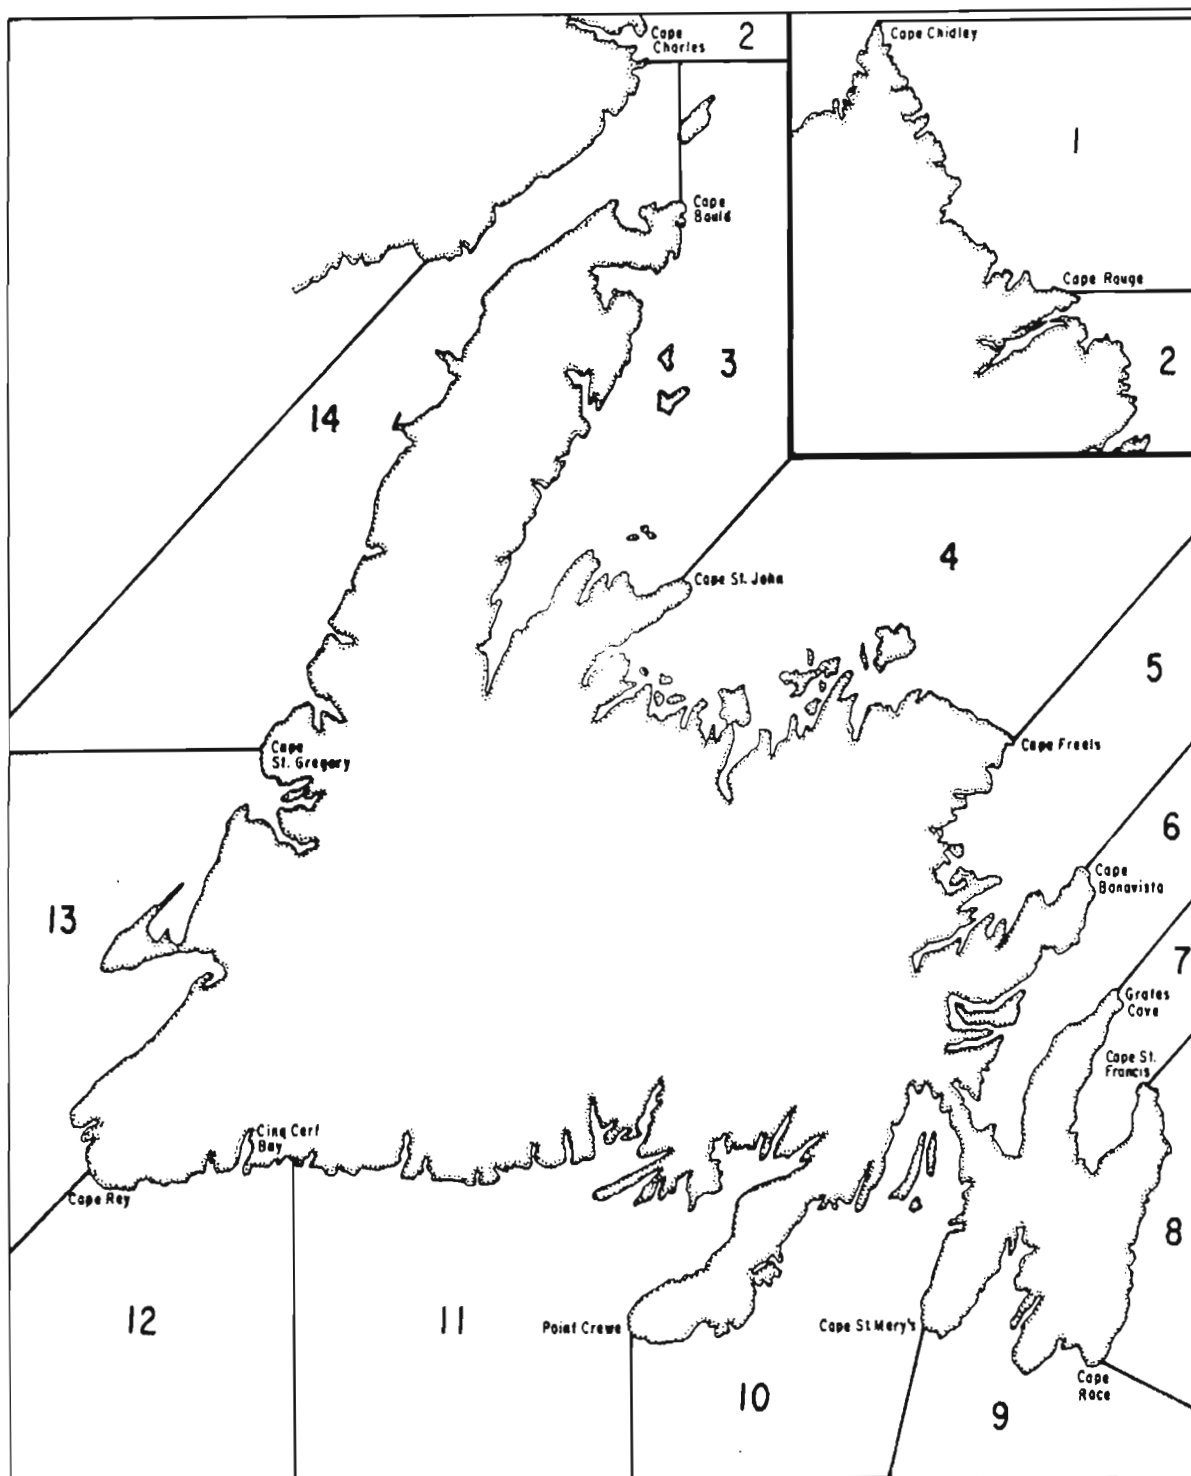 Cape
Charles
2
Cape Chidley
1
Cape Rouge
2
Cape
Bauld
3
14
Cape St. John
4
5
Cape
St. Gregory
Cape Freels
6
Cape
Bonavista
13
7
Grates
Cove
Cape St.
Francis
Cinq Cerf
Bay
Cape Rey
8
12
11
Point Crewe
Cape St. Mery's
10
Cape
Race
9